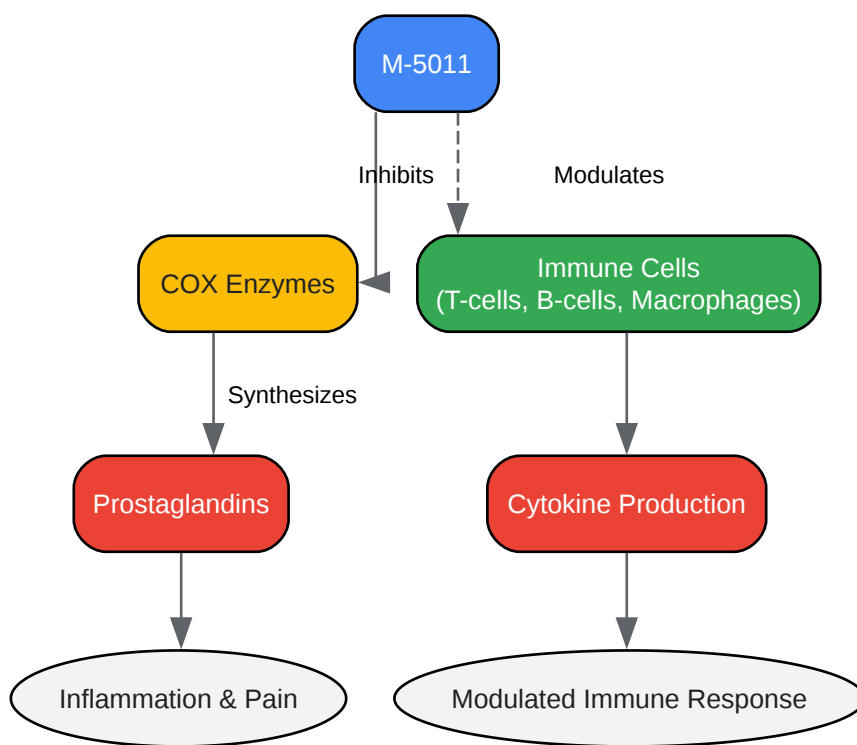 M-5011
Inhibits
Modulates
COX Enzymes
Immune Cells
(T-cells, B-cells, Macrophages)
Synthesizes
Prostaglandins
Cytokine Production
Inflammation & Pain
Modulated Immune Response